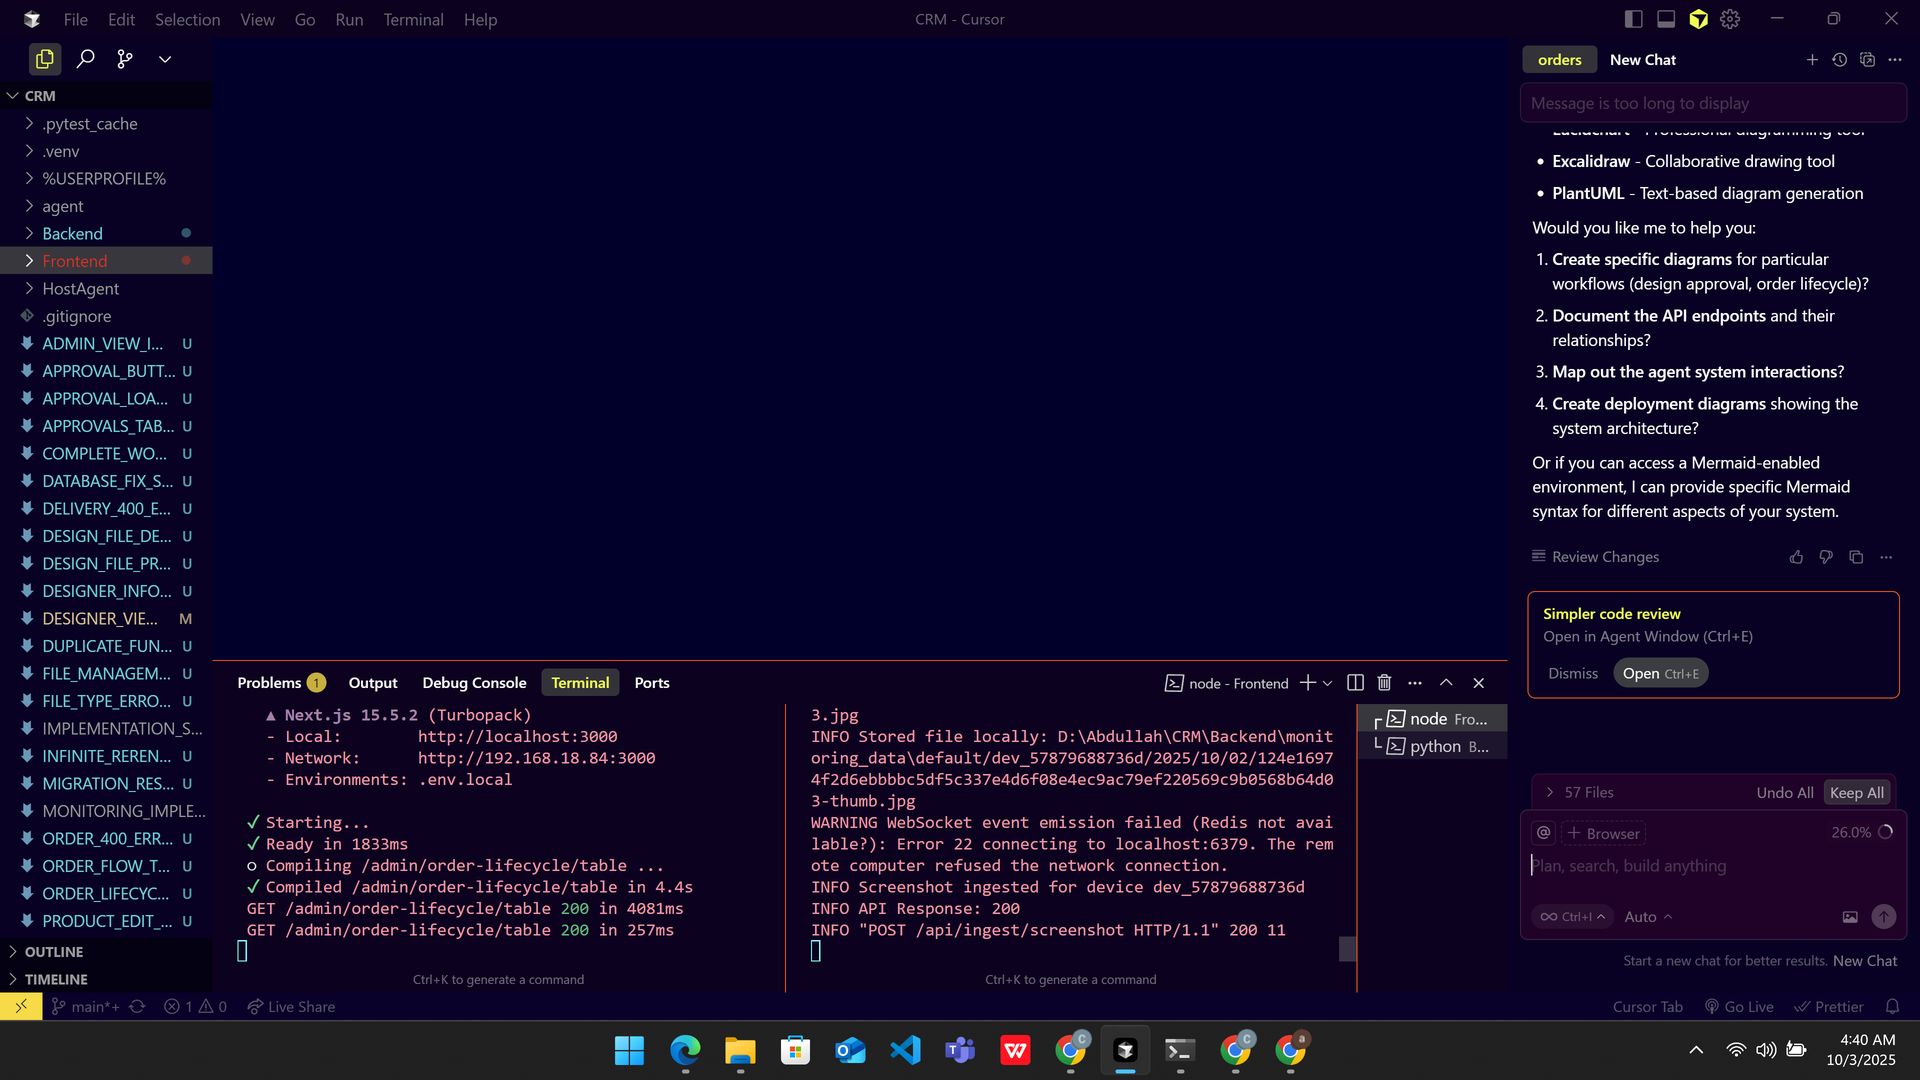 File Edit Selection View Go Run Terminal Help
CRM - Cursor
CRM
.pytest_cache
.venv
%USERPROFILE%
agent
Backend
Frontend
HostAgent
.gitignore
ADMIN_VIEW_I... U
APPROVAL_BUTT... U
APPROVAL_LOA... U
APPROVALS_TAB... U
COMPLETE_WO... U
DATABASE_FIX_S... U
DELIVERY_400_E... U
DESIGN_FILE_DE... U
DESIGN_FILE_PR... U
DESIGNER_INFO... U
DESIGNER_VIE... M
DUPLICATE_FUN... U
FILE_MANAGEM... U
FILE_TYPE_ERRO... U
IMPLEMENTATION_S...
INFINITE_REREN... U
MIGRATION_RES... U
MONITORING_IMPLE...
ORDER_400_ERR... U
ORDER_FLOW_T... U
ORDER_LIFECYC... U
PRODUCT_EDIT_... U
OUTLINE
TIMELINE
Problems 1 Output Debug Console Terminal Ports
node - Frontend
▲ Next.js 15.5.2 (Turbopack)
- Local: http://localhost:3000
- Network: http://192.168.18.84:3000
- Environments: .env.local
✓ Starting...
✓ Ready in 1833ms
○ Compiling /admin/order-lifecycle/table ...
✓ Compiled /admin/order-lifecycle/table in 4.4s
GET /admin/order-lifecycle/table 200 in 4081ms
GET /admin/order-lifecycle/table 200 in 257ms
Ctrl+K to generate a command
3.jpg
INFO Stored file locally: D:\Abdullah\CRM\Backend\monit
oring_data\default/dev_57879688736d/2025/10/02/124e1697
4f2d6ebbbbc5df5c337e4d6f08e4ec9ac79ef220569c9b0568b64d0
3-thumb.jpg
WARNING WebSocket event emission failed (Redis not avai
lable?): Error 22 connecting to localhost:6379. The rem
ote computer refused the network connection.
INFO Screenshot ingested for device dev_57879688736d
INFO API Response: 200
INFO "POST /api/ingest/screenshot HTTP/1.1" 200 11
Ctrl+K to generate a command
node Fro...
python B...
orders New Chat
Message is too long to display
Lucidchart - Professional diagramming tool
• Excalidraw - Collaborative drawing tool
• PlantUML - Text-based diagram generation
Would you like me to help you:
1. Create specific diagrams for particular
workflows (design approval, order lifecycle)?
2. Document the API endpoints and their
relationships?
3. Map out the agent system interactions?
4. Create deployment diagrams showing the
system architecture?
Or if you can access a Mermaid-enabled
environment, I can provide specific Mermaid
syntax for different aspects of your system.
Review Changes
Simpler code review
Open in Agent Window (Ctrl+E)
Dismiss Open Ctrl+E
57 Files Undo All Keep All
@ + Browser 26.0%
Plan, search, build anything
∞ Ctrl+I Auto
Start a new chat for better results. New Chat
main*+ 1 0 Live Share
Cursor Tab Go Live Prettier
4:40 AM
10/3/2025